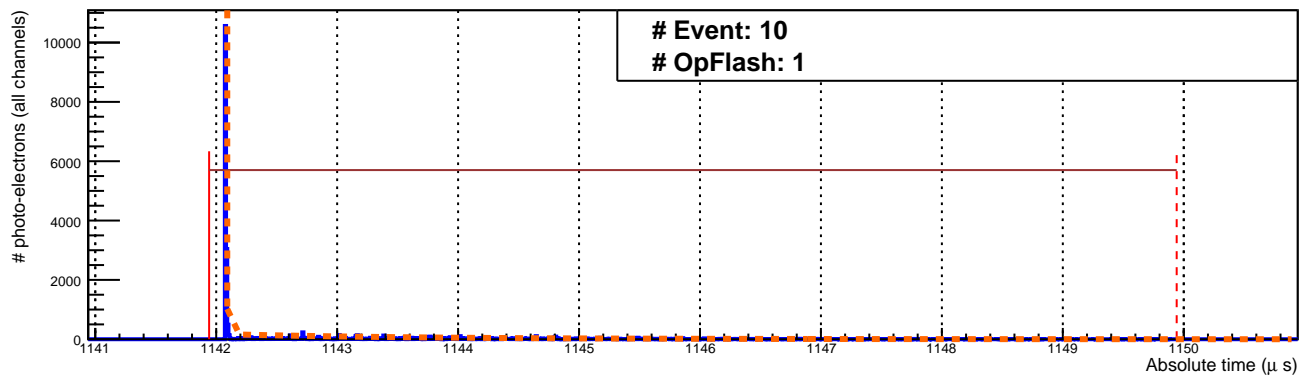 # Event: 10
# OpFlash: 1
# photo-electrons (all channels)
10000
8000
6000
4000
2000
0
1141 1142 1143 1144 1145 1146 1147 1148 1149 1150
Absolute time (μ s)